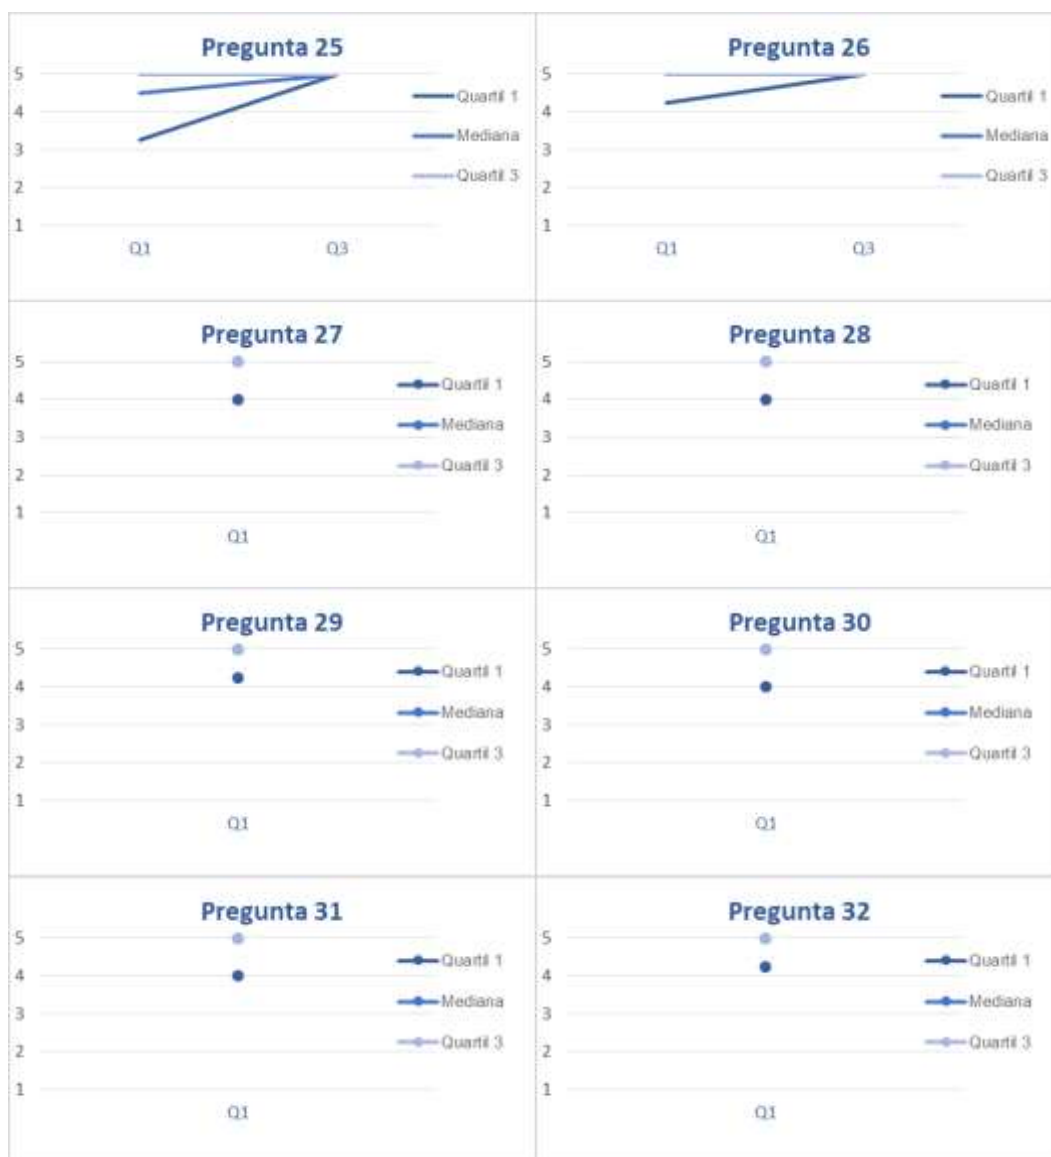 Pregunta 25
5
4
3
2
1
Q1 Q3
Quartil 1
Mediana
Quartil 3
Pregunta 26
5
4
3
2
1
Q1 Q3
Quartil 1
Mediana
Quartil 3
Pregunta 27
5
4
3
2
1
Q1
Quartil 1
Mediana
Quartil 3
Pregunta 28
5
4
3
2
1
Q1
Quartil 1
Mediana
Quartil 3
Pregunta 29
5
4
3
2
1
Q1
Quartil 1
Mediana
Quartil 3
Pregunta 30
5
4
3
2
1
Q1
Quartil 1
Mediana
Quartil 3
Pregunta 31
5
4
3
2
1
Q1
Quartil 1
Mediana
Quartil 3
Pregunta 32
5
4
3
2
1
Q1
Quartil 1
Mediana
Quartil 3